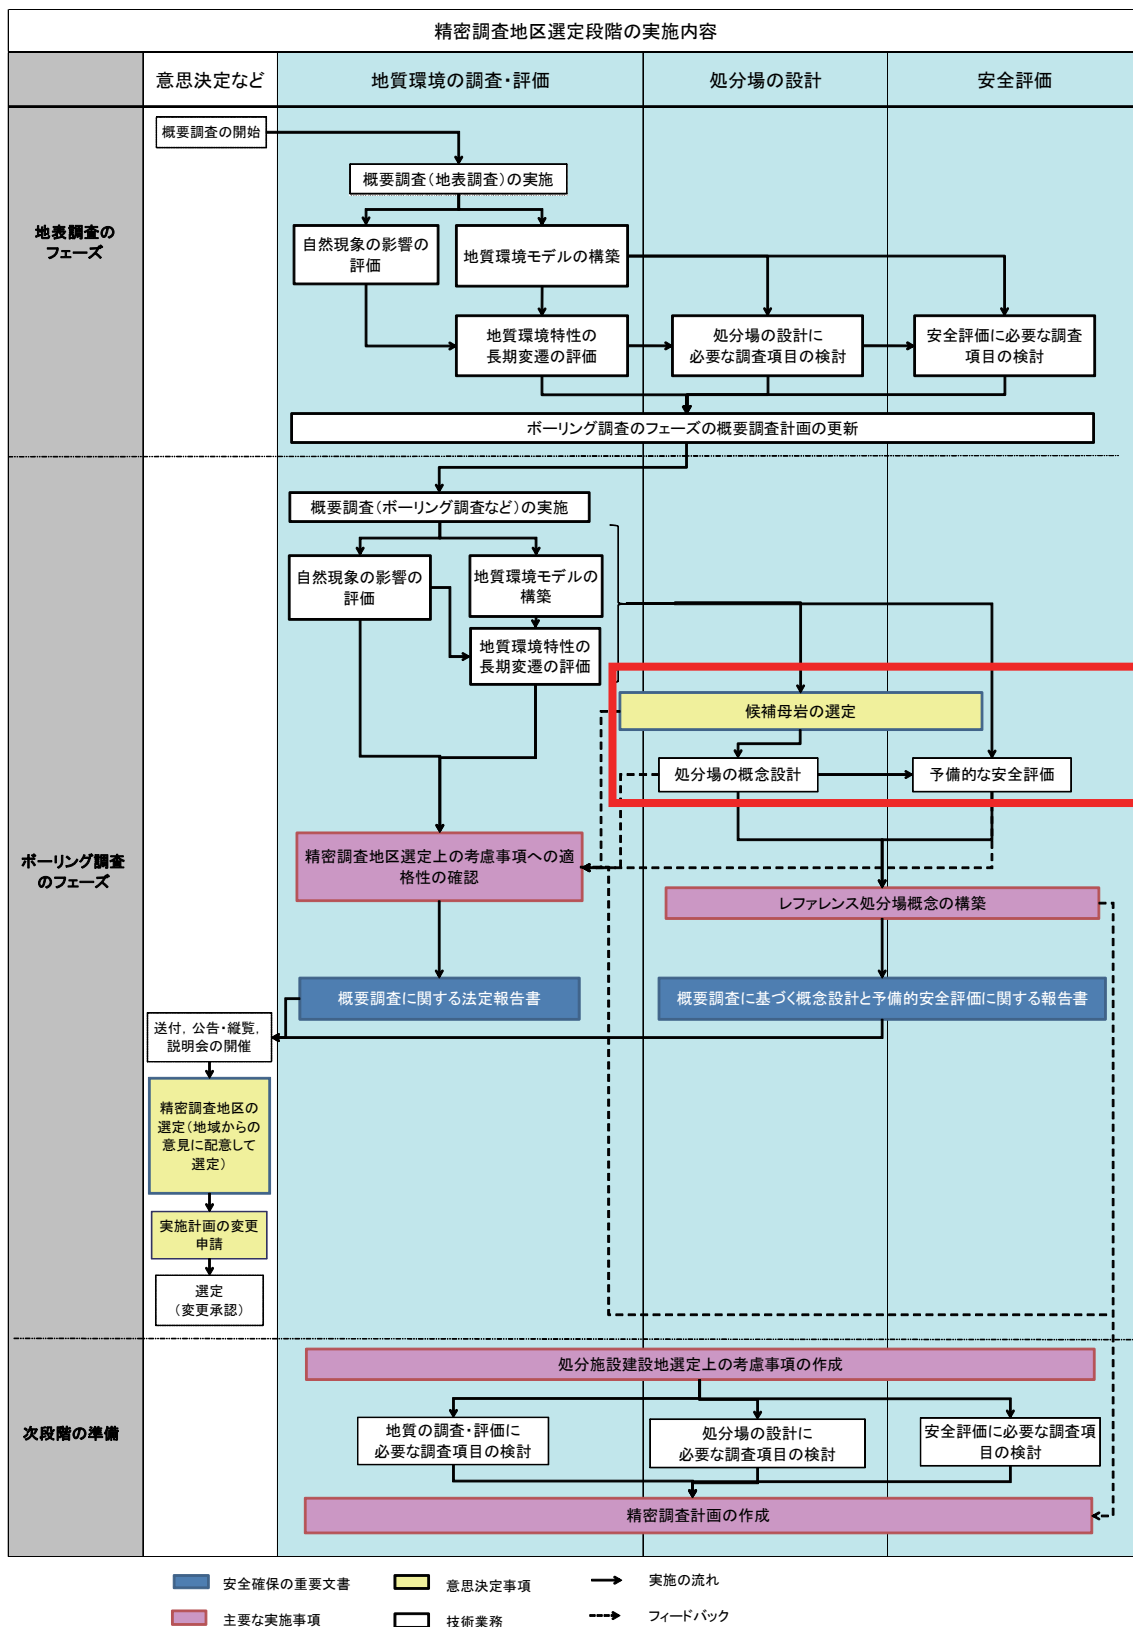 精密調査地区選定段階の実施内容
意思決定など
地質環境の調査・評価
処分場の設計
安全評価
地表調査の
フェーズ
概要調査の開始
概要調査(地表調査)の実施
自然現象の影響の
評価
地質環境モデルの構築
地質環境特性の
長期変遷の評価
処分場の設計に
必要な調査項目の検討
安全評価に必要な調査
項目の検討
ボーリング調査のフェーズの概要調査計画の更新
ボーリング調査
のフェーズ
概要調査(ボーリング調査など)の実施
自然現象の影響の
評価
地質環境モデルの
構築
地質環境特性の
長期変遷の評価
候補母岩の選定
処分場の概念設計
予備的な安全評価
精密調査地区選定上の考慮事項への適
格性の確認
レファレンス処分場概念の構築
概要調査に関する法定報告書
概要調査に基づく概念設計と予備的安全評価に関する報告書
送付,公告・縦覧,
説明会の開催
精密調査地区の
選定(地域からの
意見に配意して
選定)
実施計画の変更
申請
選定
(変更承認)
次段階の準備
処分施設建設地選定上の考慮事項の作成
地質の調査・評価に
必要な調査項目の検討
処分場の設計に
必要な調査項目の検討
安全評価に必要な調査項
目の検討
精密調査計画の作成
安全確保の重要文書
意思決定事項
実施の流れ
主要な実施事項
技術業務
フィードバック